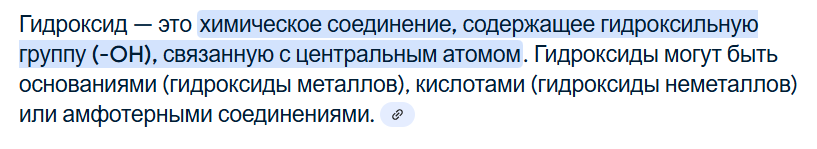 Гидроксид — это химическое соединение, содержащее гидроксильную
группу (-ОН), связанную с центральным атомом. Гидроксиды могут быть
основаниями (гидроксиды металлов), кислотами (гидроксиды неметаллов)
или амфотерными соединениями.